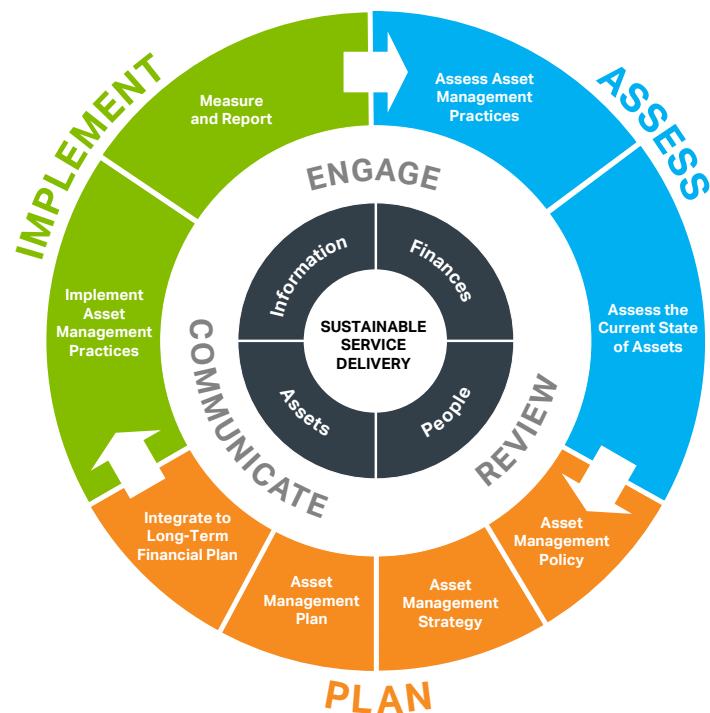 IMPLEMENT
ASSESS
Measure
and Report
Assess Asset
Management
Practices
Implement
Asset
Management
Practices
Assess the
Current State
of Assets
Integrate to
Long-Term
Financial Plan
Asset
Management
Plan
Asset
Management
Strategy
Asset
Management
Policy
PLAN
ENGAGE
COMMUNICATE
REVIEW
Information
Finances
Assets
People
SUSTAINABLE
SERVICE
DELIVERY